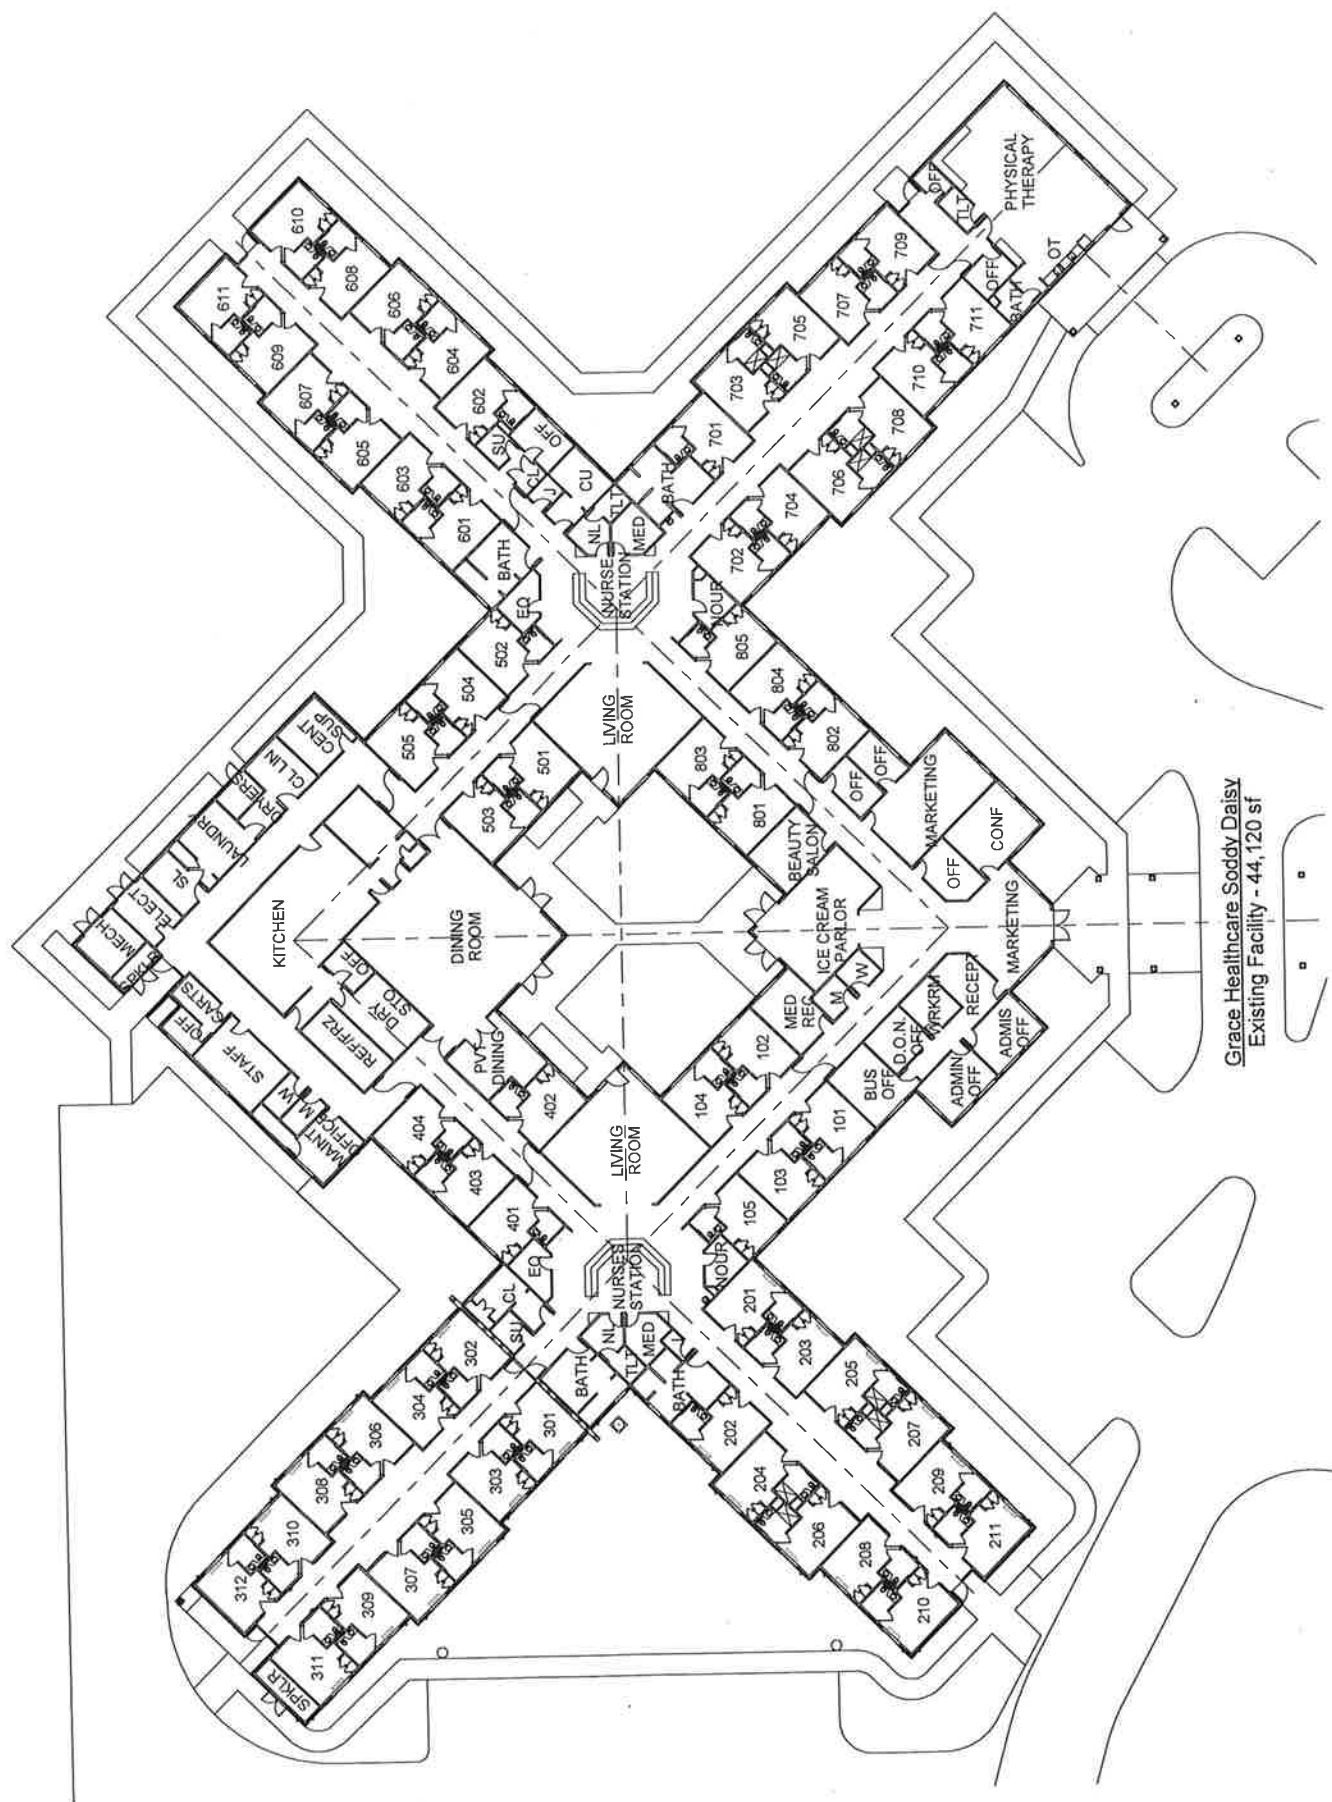 610
611
608
609
606
607
604
605
602
603
601
SU
OFF
CL
J
CU
BATH
TLT
NL
MED
EQ
NURSE
STATION
BATH
701
703
705
707
709
OFF
TLT
PHYSICAL
THERAPY
OT
OFF
BATH
711
710
708
706
704
702
NOUR
805
804
802
OFF
OFF
803
801
BEAUTY
SALON
LIVING
ROOM
502
504
505
501
503
CENT
SUP
CL LIN
DRYERS
LAUNDRY
SL
ELECT
MECH
SPKLR
KITCHEN
DINING
ROOM
OFF
DRY
STO
REF/FRZ
CARTS
OFF
STAFF
W
M
MAINT
OFFICE
PVT
DINING
402
404
403
401
EQ
MARKETING
CONF
OFF
MARKETING
ICE CREAM
PARLOR
M
W
MED
REC
RECEPT
WRKRM
D.O.N.
OFF
ADMIS
OFF
ADMIN
OFF
BUS
OFF
102
104
101
103
105
LIVING
ROOM
NOUR
NURSES
STATION
CL
SU
NL
MED
TLT
J
BATH
BATH
302
304
306
308
310
312
301
303
305
307
309
311
SPKLR
201
203
205
207
209
211
202
204
206
208
210
Grace Healthcare Soddy Daisy
Existing Facility - 44,120 sf